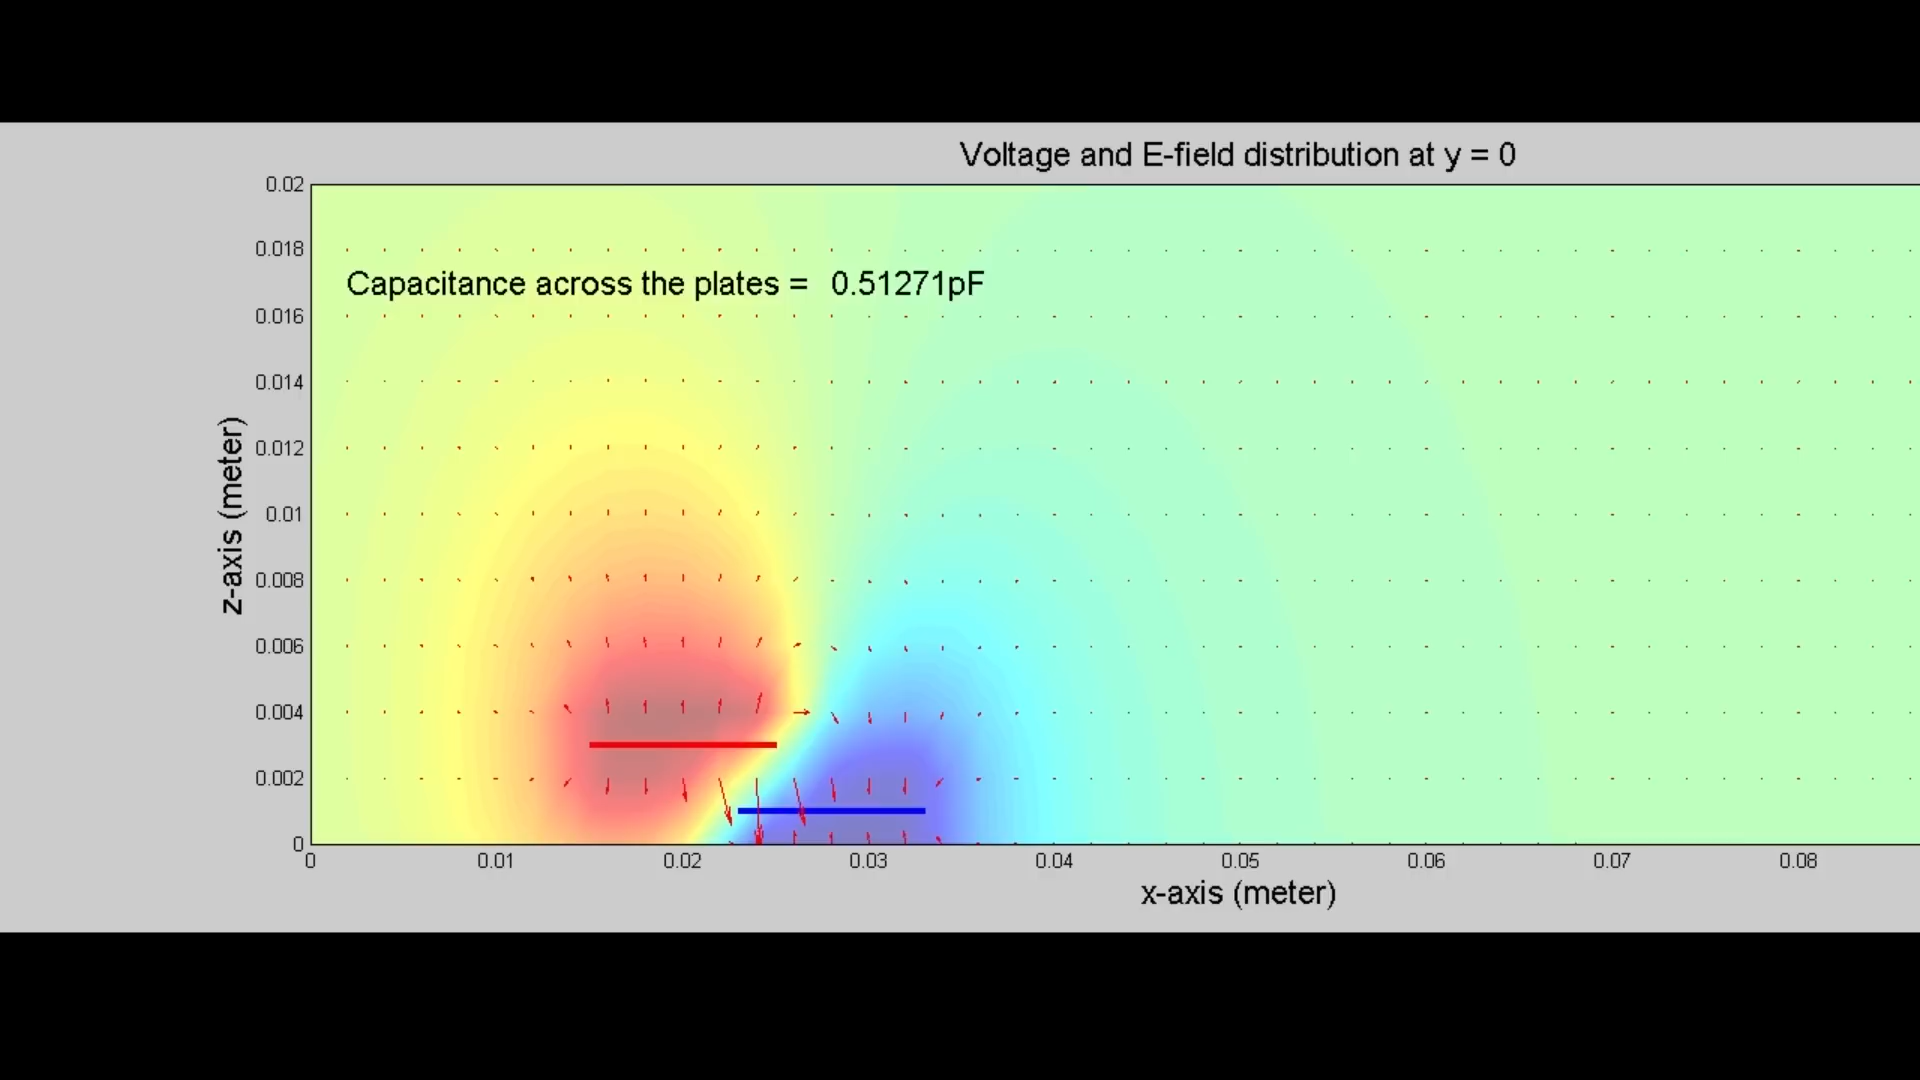 Voltage and E-field distribution at y = 0
0.02
0.018
Capacitance across the plates = 0.51271pF
0.016
0.014
0.012
0.01
0.008
0.006
0.004
0.002
0
z-axis (meter)
0 0.01 0.02 0.03 0.04 0.05 0.06 0.07 0.08
x-axis (meter)